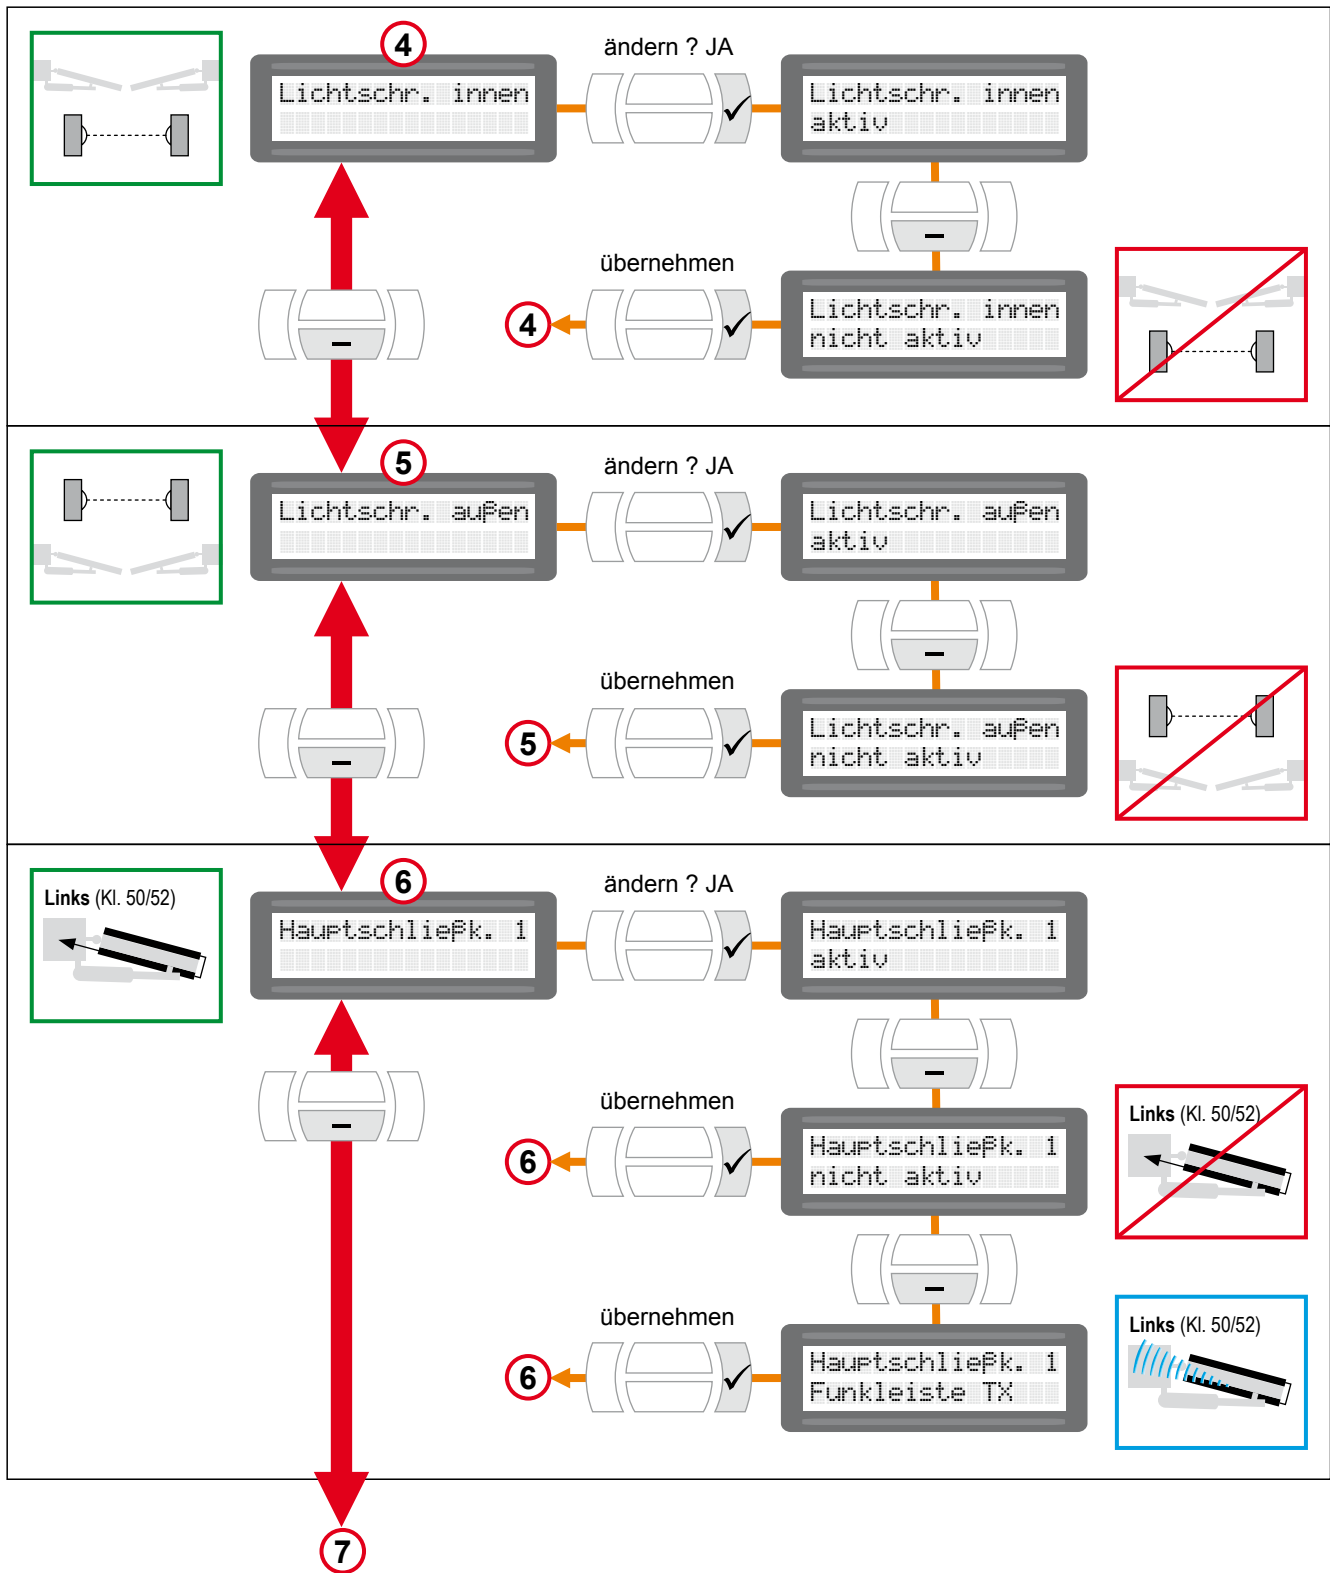 4
ändern ? JA
Lichtschr. innen
Lichtschr. innen
aktiv
–
übernehmen
–
4
Lichtschr. innen
nicht aktiv
5
ändern ? JA
Lichtschr. außen
Lichtschr. außen
aktiv
–
übernehmen
–
5
Lichtschr. außen
nicht aktiv
6
ändern ? JA
Links (Kl. 50/52)
Hauptschließk. 1
Hauptschließk. 1
aktiv
–
übernehmen
–
Links (Kl. 50/52)
6
Hauptschließk. 1
nicht aktiv
–
übernehmen
Links (Kl. 50/52)
6
Hauptschließk. 1
Funkleiste TX
7